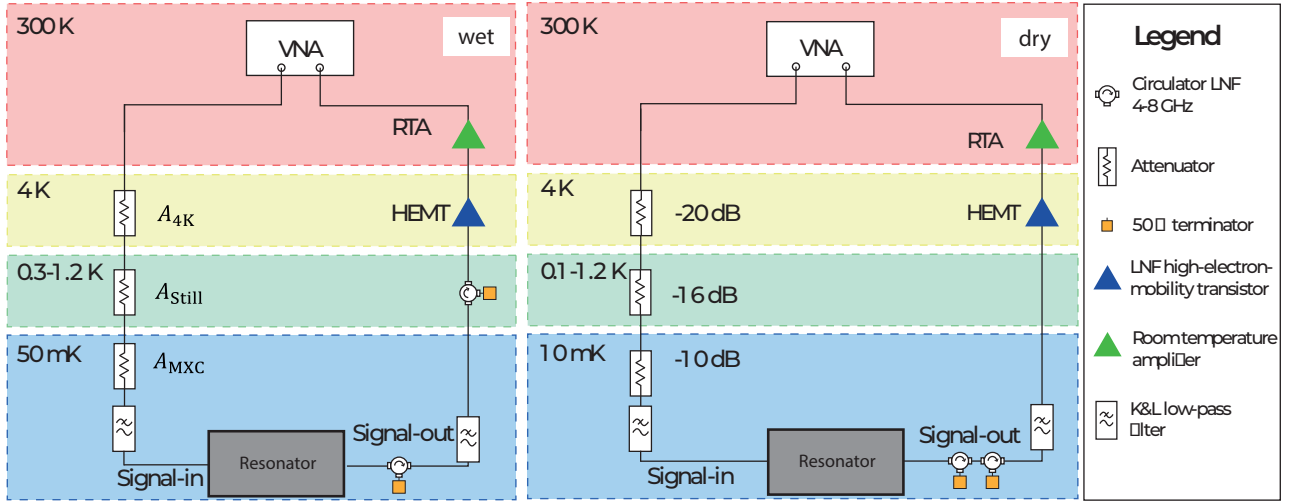 300 K
wet
VNA
RTA
4 K
A4K
HEMT
0.3-1.2 K
AStill
50 mK
AMXC
Signal-out
Resonator
Signal-in
300 K
dry
VNA
RTA
4 K
-20 dB
HEMT
0.1-1.2 K
-16 dB
10 mK
-10 dB
Signal-out
Resonator
Signal-in
Legend
Circulator LNF
4-8 GHz
Attenuator
50▯ terminator
LNF high-electron-
mobility transistor
Room temperature
ampli▯er
K&L low-pass
▯lter